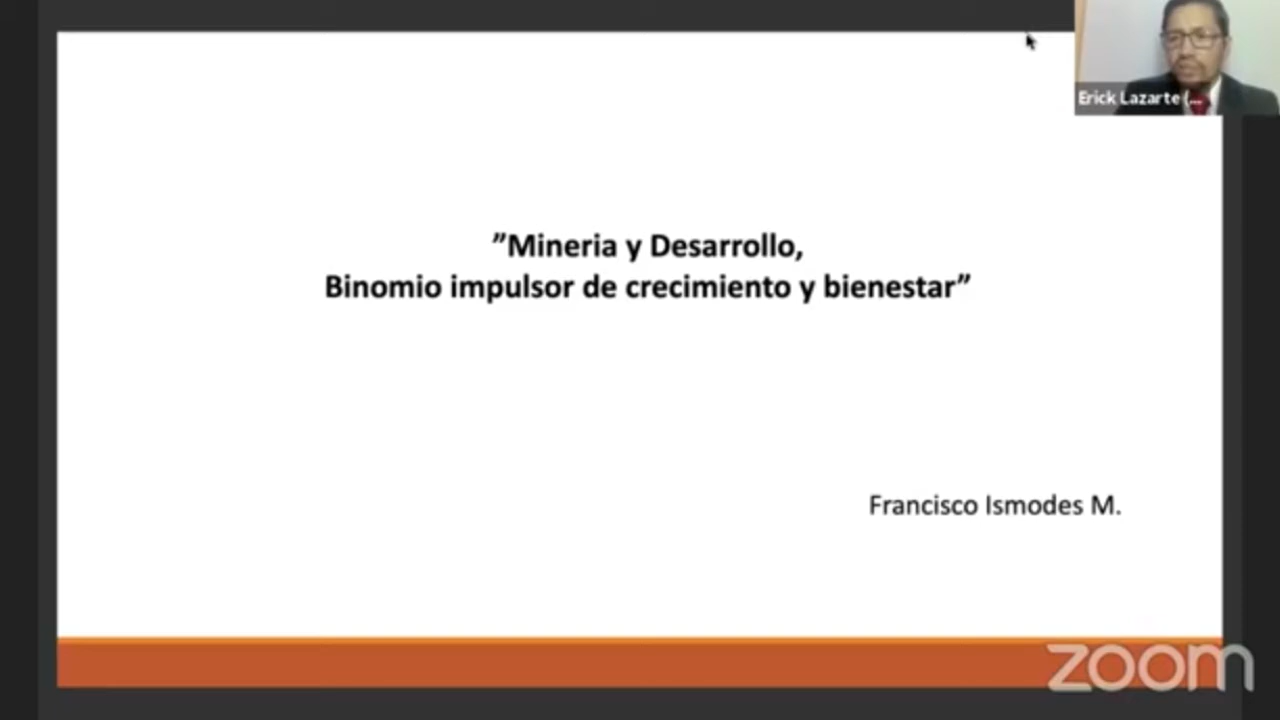 Erick Lazarte (...
”Mineria y Desarrollo,
Binomio impulsor de crecimiento y bienestar”
Francisco Ismodes M.
zoom